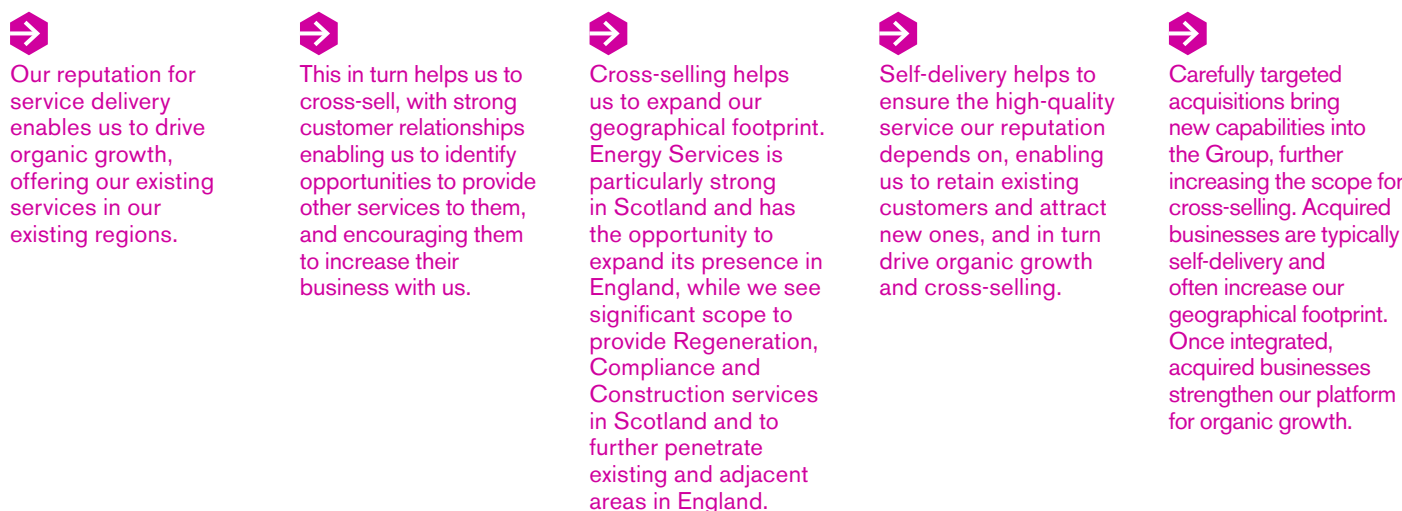 Our reputation for
service delivery
enables us to drive
organic growth,
offering our existing
services in our
existing regions.
This in turn helps us to
cross-sell, with strong
customer relationships
enabling us to identify
opportunities to provide
other services to them,
and encouraging them
to increase their
business with us.
Cross-selling helps
us to expand our
geographical footprint.
Energy Services is
particularly strong
in Scotland and has
the opportunity to
expand its presence in
England, while we see
significant scope to
provide Regeneration,
Compliance and
Construction services
in Scotland and to
further penetrate
existing and adjacent
areas in England.
Self-delivery helps to
ensure the high-quality
service our reputation
depends on, enabling
us to retain existing
customers and attract
new ones, and in turn
drive organic growth
and cross-selling.
Carefully targeted
acquisitions bring
new capabilities into
the Group, further
increasing the scope for
cross-selling. Acquired
businesses are typically
self-delivery and
often increase our
geographical footprint.
Once integrated,
acquired businesses
strengthen our platform
for organic growth.